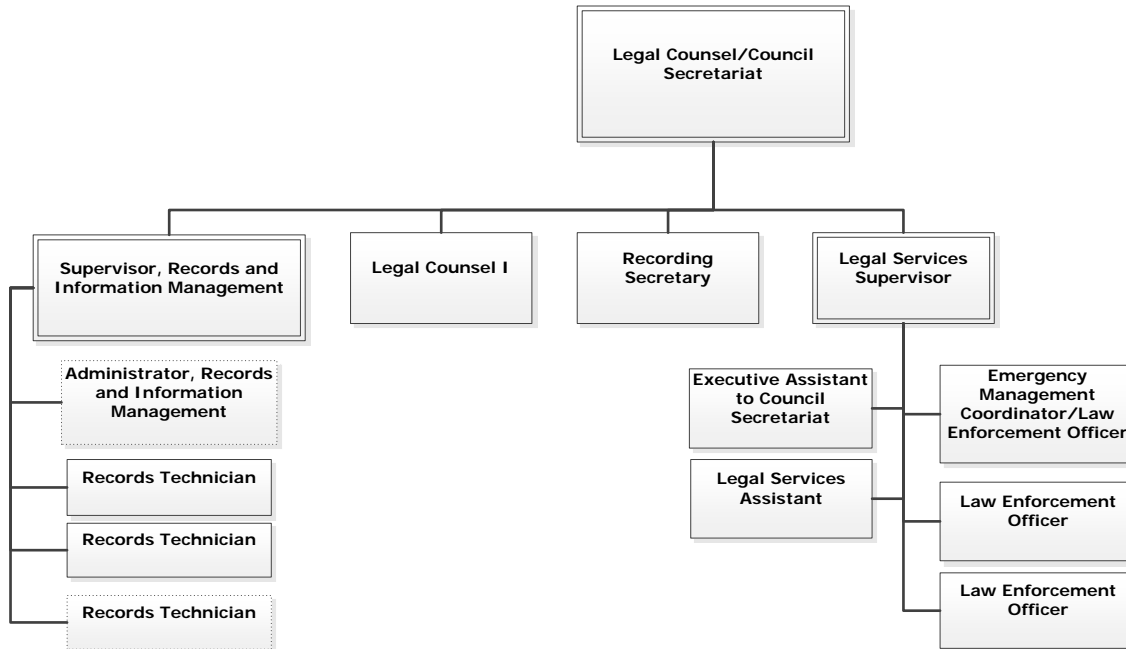 Legal Counsel/Council
Secretariat
Supervisor, Records and
Information Management
Legal Counsel I
Recording
Secretary
Legal Services
Supervisor
Administrator, Records
and Information
Management
Records Technician
Records Technician
Records Technician
Executive Assistant
to Council
Secretariat
Legal Services
Assistant
Emergency
Management
Coordinator/Law
Enforcement Officer
Law Enforcement
Officer
Law Enforcement
Officer